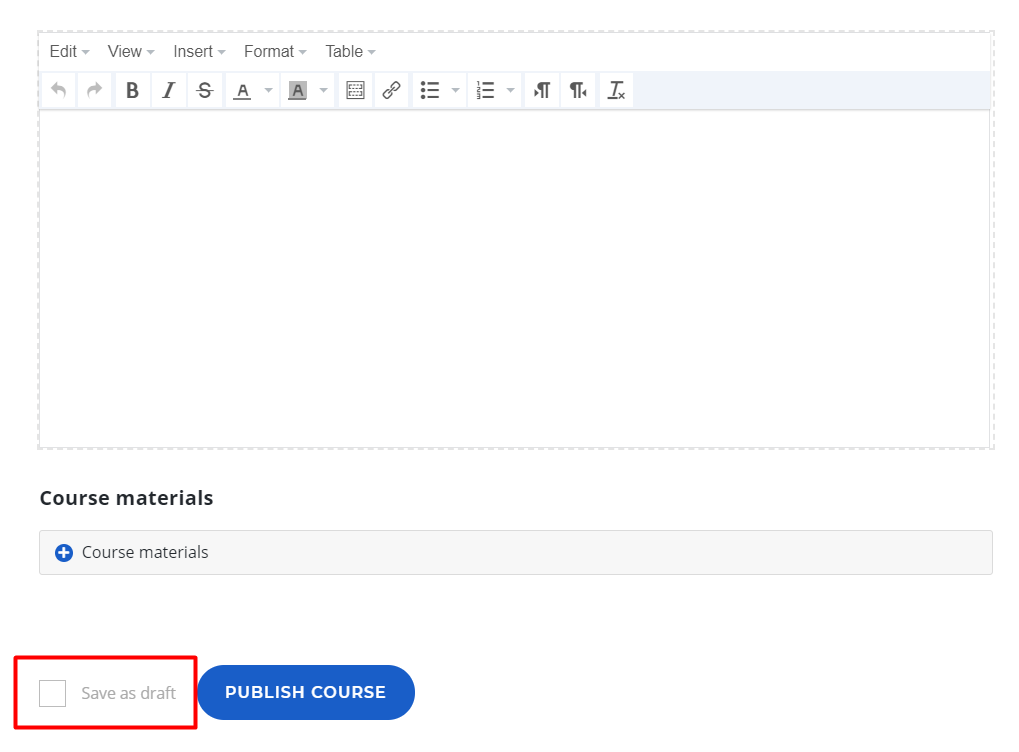 Edit View Insert Format Table
B I S A A
Course materials
Course materials
Save as draft PUBLISH COURSE